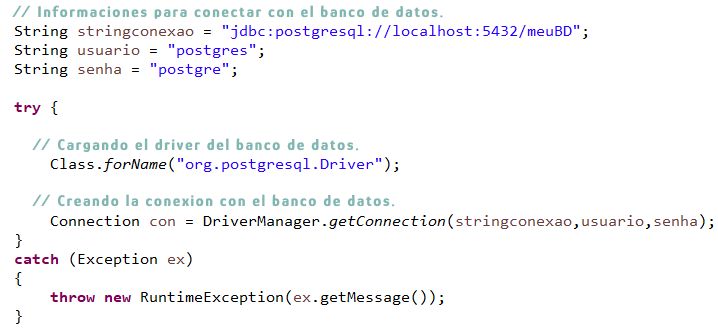 // Informaciones para conectar con el banco de datos.
String stringconexao = "jdbc:postgresql://localhost:5432/meuBD";
String usuario = "postgres";
String senha = "postgre";
try {
// Cargando el driver del banco de datos.
Class.forName("org.postgresql.Driver");
// Creando la conexion con el banco de datos.
Connection con = DriverManager.getConnection(stringconexao,usuario,senha);
}
catch (Exception ex)
{
throw new RuntimeException(ex.getMessage());
}